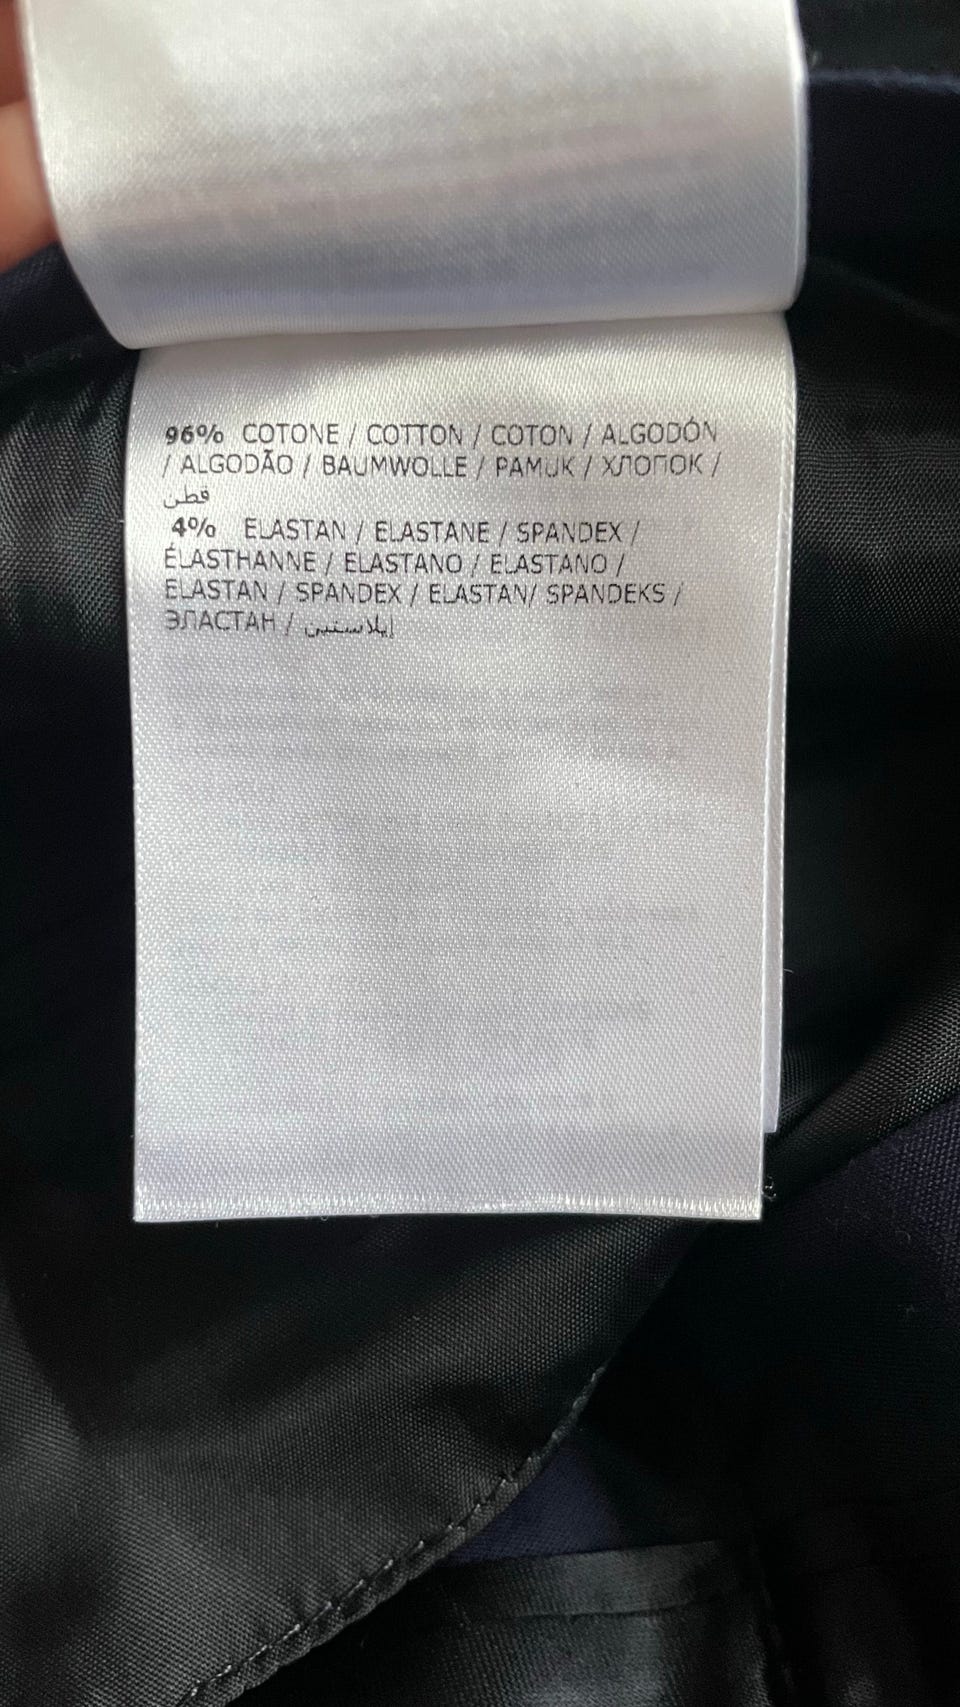 96% COTONE / COTTON / COTON / ALGODÓN
/ ALGODÃO / BAUMWOLLE / PAMUK / ХЛОПОК /
قطن
4% ELASTAN / ELASTANE / SPANDEX /
ÉLASTHANNE / ELASTANO / ELASTANO /
ELASTAN / SPANDEX / ELASTAN/ SPANDEKS /
ЭЛАСТАН / إيلاستين